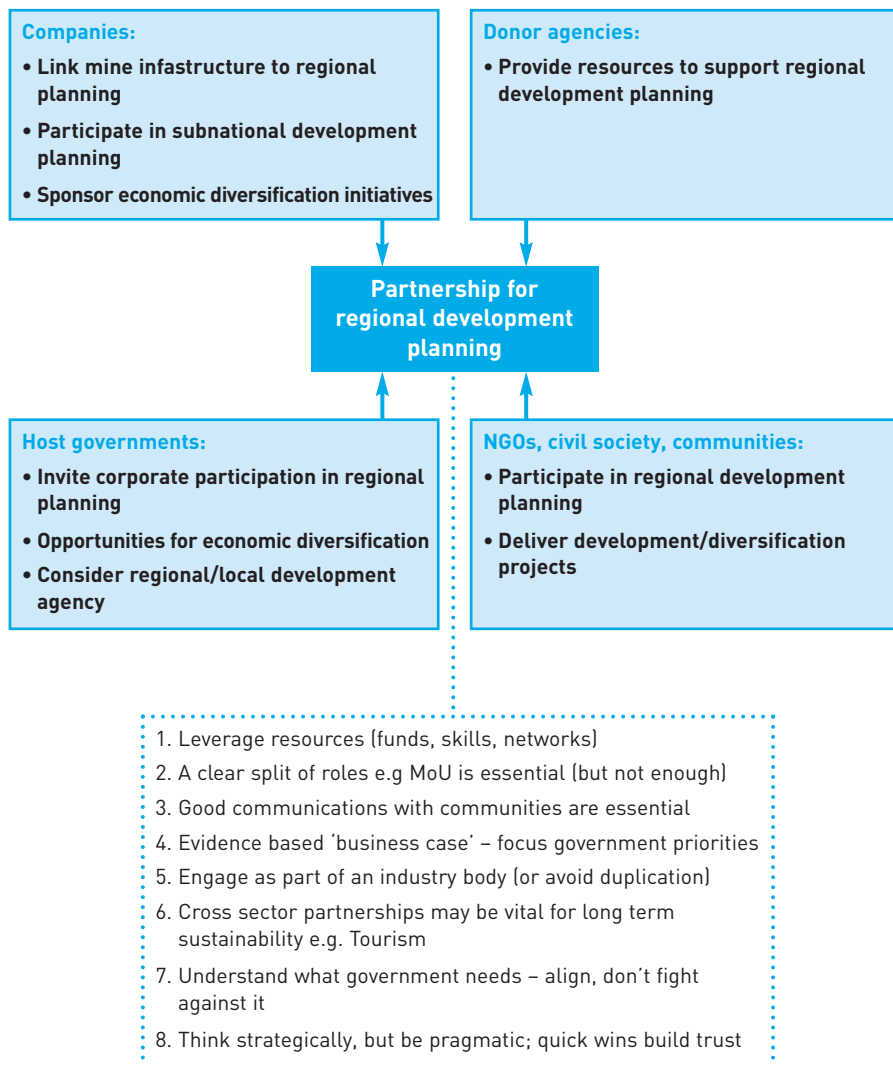 Companies:
• Link mine infastructure to regional
planning
• Participate in subnational development
planning
• Sponsor economic diversification initiatives
Donor agencies:
• Provide resources to support regional
development planning
Partnership for
regional development
planning
Host governments:
• Invite corporate participation in regional
planning
• Opportunities for economic diversification
• Consider regional/local development
agency
NGOs, civil society, communities:
• Participate in regional development
planning
• Deliver development/diversification
projects
1. Leverage resources (funds, skills, networks)
2. A clear split of roles e.g MoU is essential (but not enough)
3. Good communications with communities are essential
4. Evidence based ‘business case’ – focus government priorities
5. Engage as part of an industry body (or avoid duplication)
6. Cross sector partnerships may be vital for long term
sustainability e.g. Tourism
7. Understand what government needs – align, don’t fight
against it
8. Think strategically, but be pragmatic; quick wins build trust